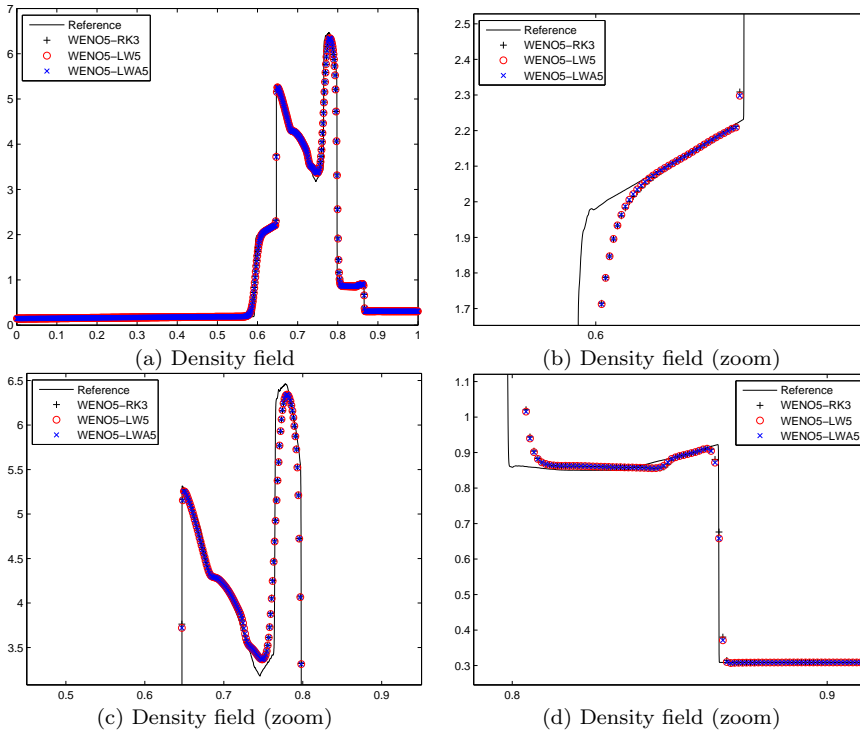 7
6
5
4
3
2
1
0
Reference
WENO5−RK3
WENO5−LW5
WENO5−LWA5
0 0.1 0.2 0.3 0.4 0.5 0.6 0.7 0.8 0.9 1
(a) Density field
2.5
2.4
2.3
2.2
2.1
2
1.9
1.8
1.7
Reference
WENO5−RK3
WENO5−LW5
WENO5−LWA5
0.6
(b) Density field (zoom)
6.5
6
5.5
5
4.5
4
3.5
Reference
WENO5−RK3
WENO5−LW5
WENO5−LWA5
0.5 0.6 0.7 0.8 0.9
(c) Density field (zoom)
1.1
1
0.9
0.8
0.7
0.6
0.5
0.4
0.3
Reference
WENO5−RK3
WENO5−LW5
WENO5−LWA5
0.8 0.9
(d) Density field (zoom)